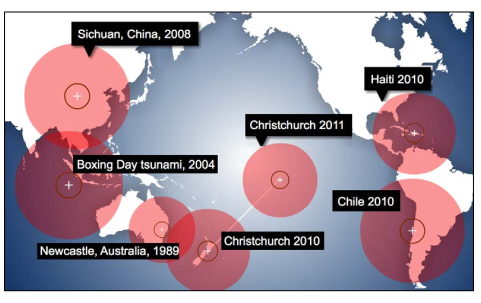 Sichuan, China, 2008
Haiti 2010
Christchurch 2011
Boxing Day tsunami, 2004
Chile 2010
Christchurch 2010
Newcastle, Australia, 1989